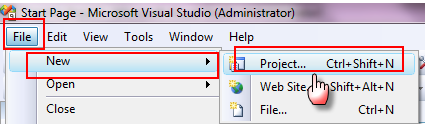 Start Page - Microsoft Visual Studio (Administrator)
File Edit View Tools Window Help
New Project... Ctrl+Shift+N
Open Web Site... Shift+Alt+N
Close File... Ctrl+N